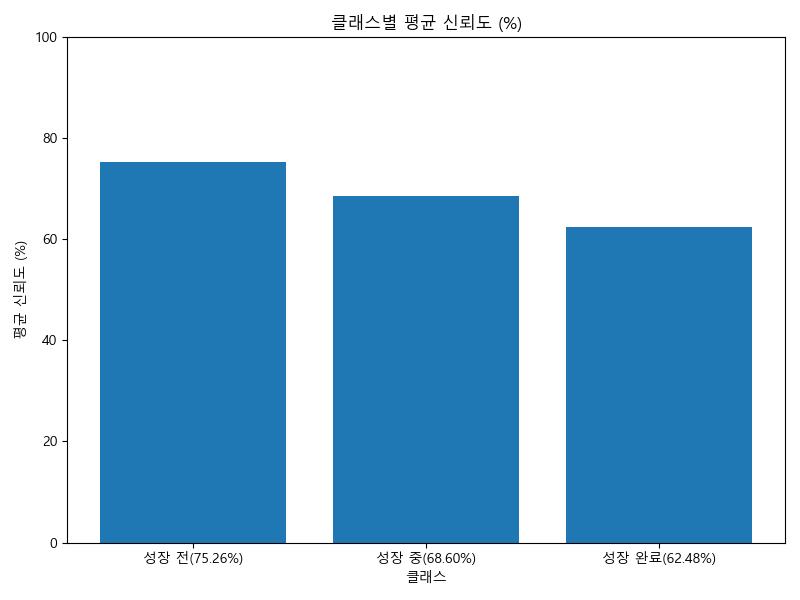 클래스별 평균 신뢰도 (%)
평균 신뢰도 (%)
100
80
60
40
20
0
성장 전(75.26%)
성장 중(68.60%)
성장 완료(62.48%)
클래스